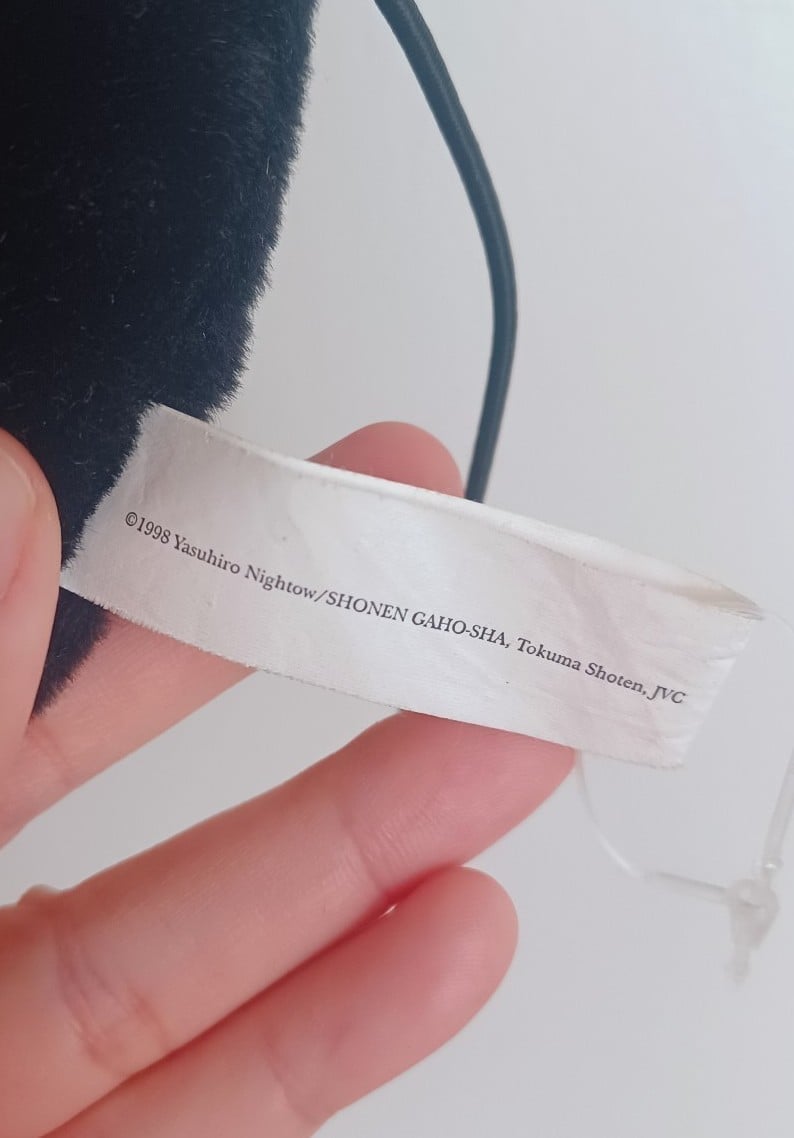 ©1998 Yasuhiro Nightow/SHONEN GAHO-SHA, Tokuma Shoten, JVC